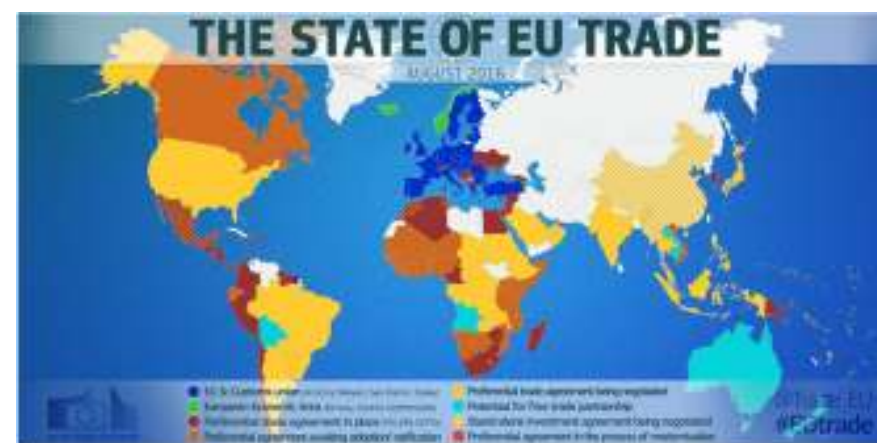 THE STATE OF EU TRADE
AUGUST 2016
EU & Customs union
European Economic Area
Preferential trade agreement in place
Preferential agreement awaiting adoption/ ratification
Preferential trade agreement being negotiated
Potential for free trade partnership
Stand-alone investment agreement being negotiated
Preferential agreement in the process of modernisation
#EUtrade